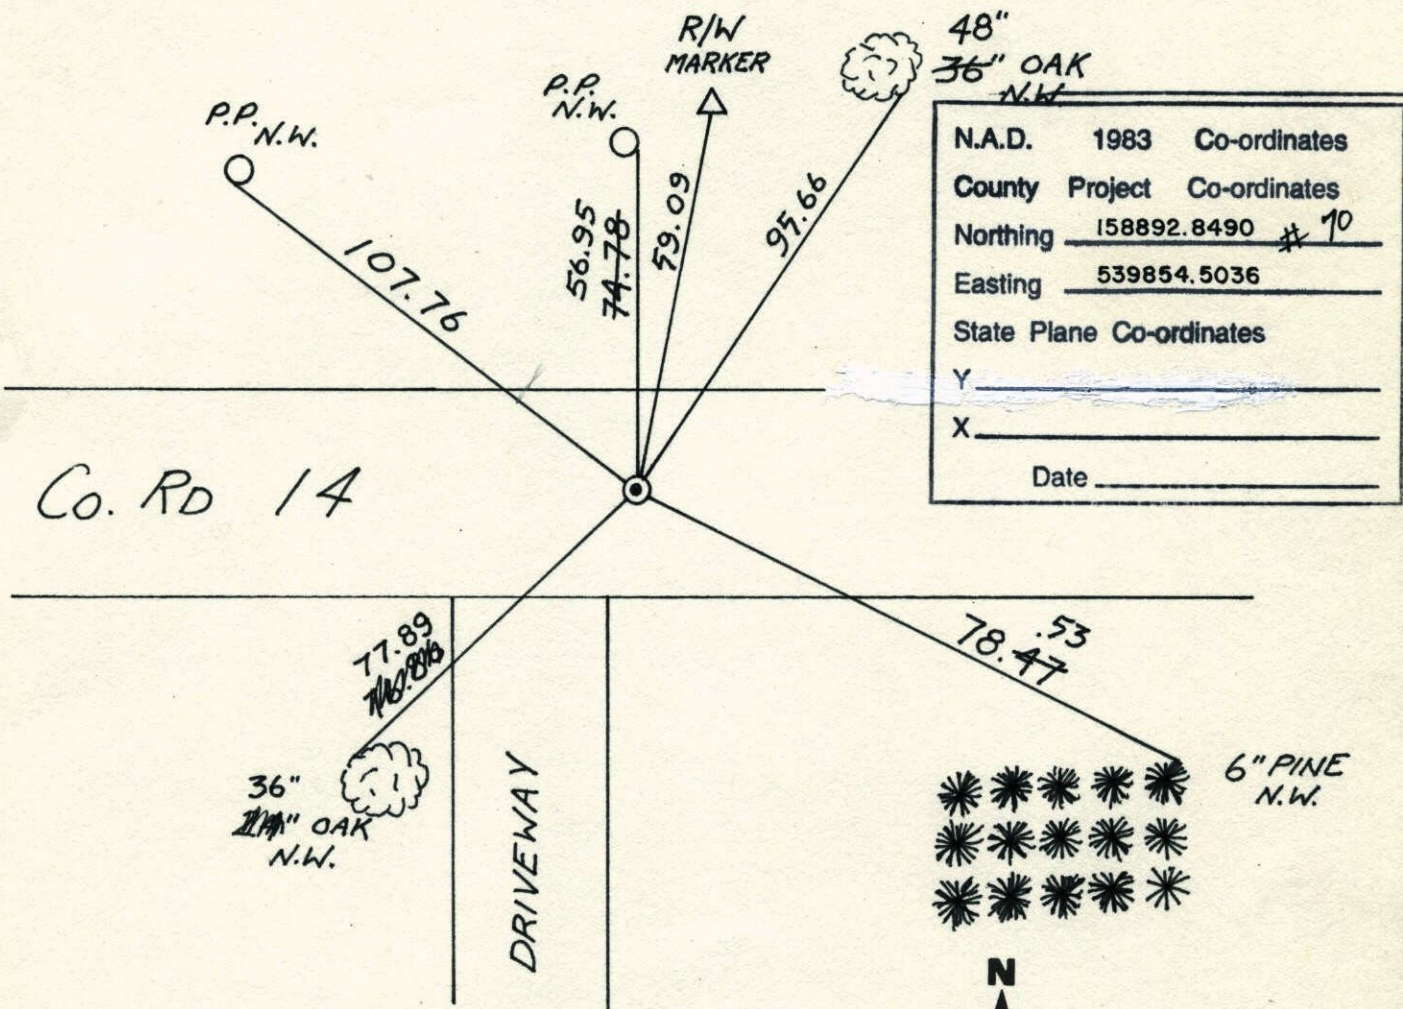 R/W
MARKER
48"
36" OAK
N.W.
P.P.
N.W.
P.P. N.W.
107.76
56.95
74.78
59.09
95.66
N.A.D. 1983 Co-ordinates
County Project Co-ordinates
Northing 158892.8490 # 70
Easting 539854.5036
State Plane Co-ordinates
Y
X
Date
Co. RD 14
77.89
.53
78.47
36"
" OAK
N.W.
DRIVEWAY
6" PINE
N.W.
N